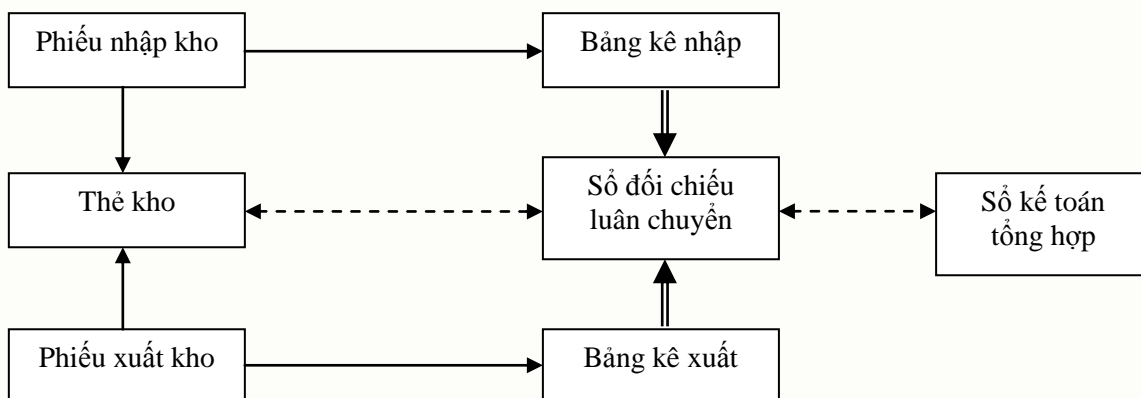 Phiếu nhập kho
Bảng kê nhập
Thẻ kho
Sổ đối chiếu
luân chuyển
Sổ kế toán
tổng hợp
Phiếu xuất kho
Bảng kê xuất